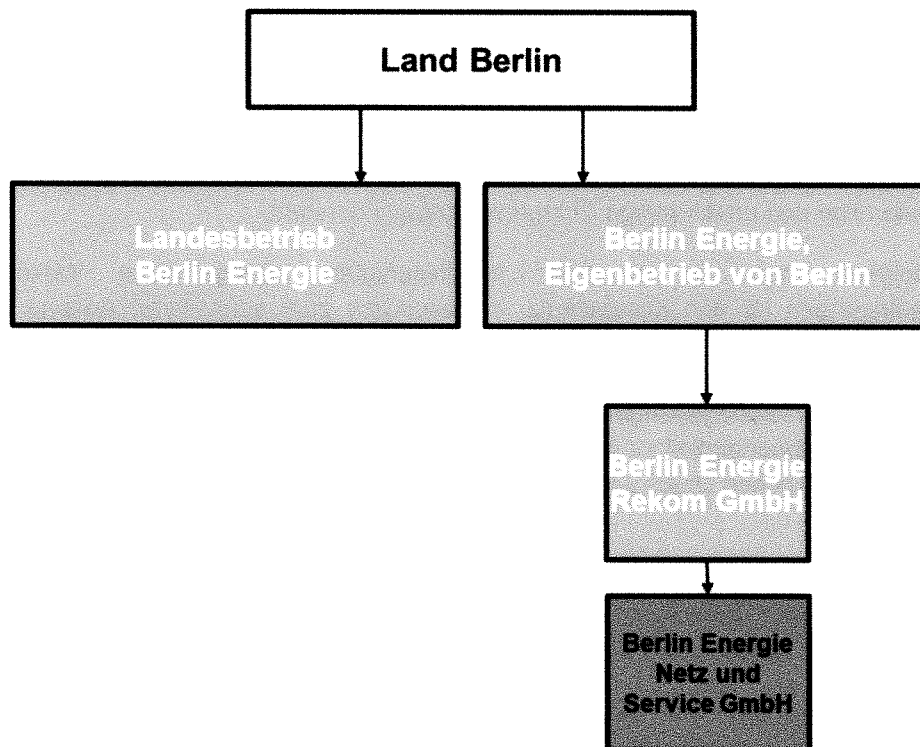 Land Berlin
Landesbetrieb
Berlin Energie
Berlin Energie,
Eigenbetrieb von Berlin
Berlin Energie
Rekom GmbH
Berlin Energie
Netz und
Service GmbH